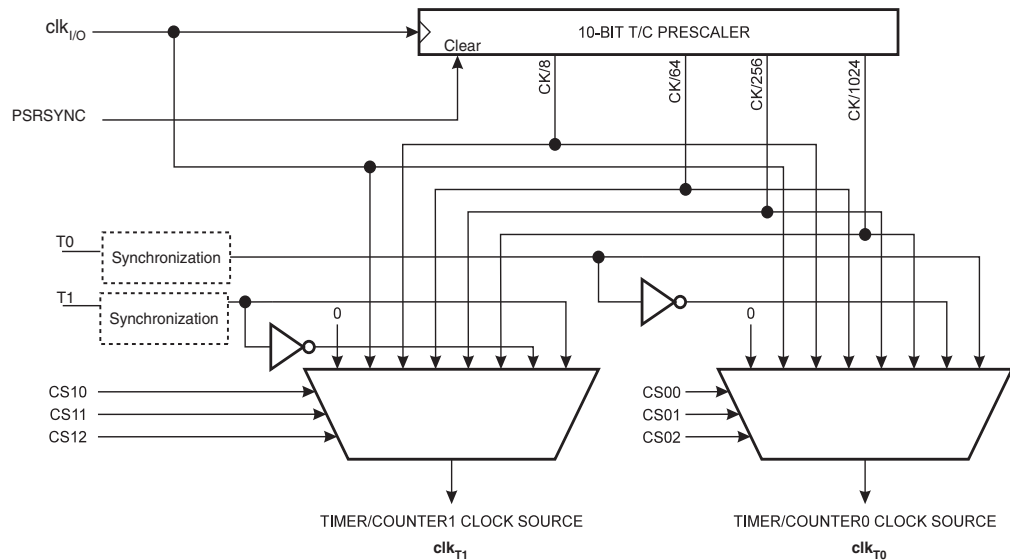 clkI/O
10-BIT T/C PRESCALER
Clear
CK/8
CK/64
CK/256
CK/1024
PSRSYNC
T0
Synchronization
T1
Synchronization
0
0
CS10
CS11
CS12
CS00
CS01
CS02
TIMER/COUNTER1 CLOCK SOURCE
clkT1
TIMER/COUNTER0 CLOCK SOURCE
clkT0